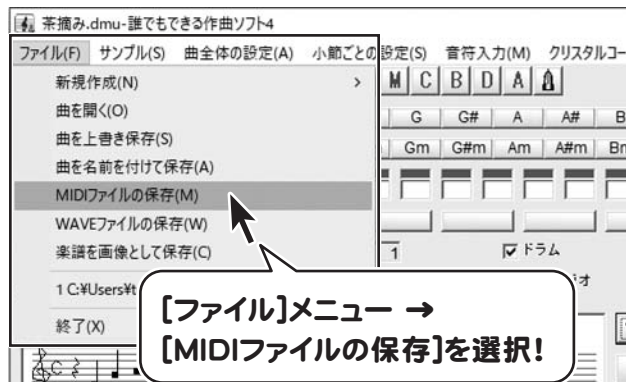 茶摘み.dmu-誰でもできる作曲ソフト4
ファイル(F) サンプル(S) 曲全体の設定(A) 小節ごとの設定(S) 音符入力(M) クリスタルコー
新規作成(N) >
M C B D A
曲を開く(O)
G G# A A# B
曲を上書き保存(S)
Gm G#m Am A#m Bm
曲を名前を付けて保存(A)
MIDIファイルの保存(M)
WAVEファイルの保存(W)
楽譜を画像として保存(C)
1 ドラム
1 C:¥Users¥t
オ
終了(X)
[ファイル]メニュー →
[MIDIファイルの保存]を選択!